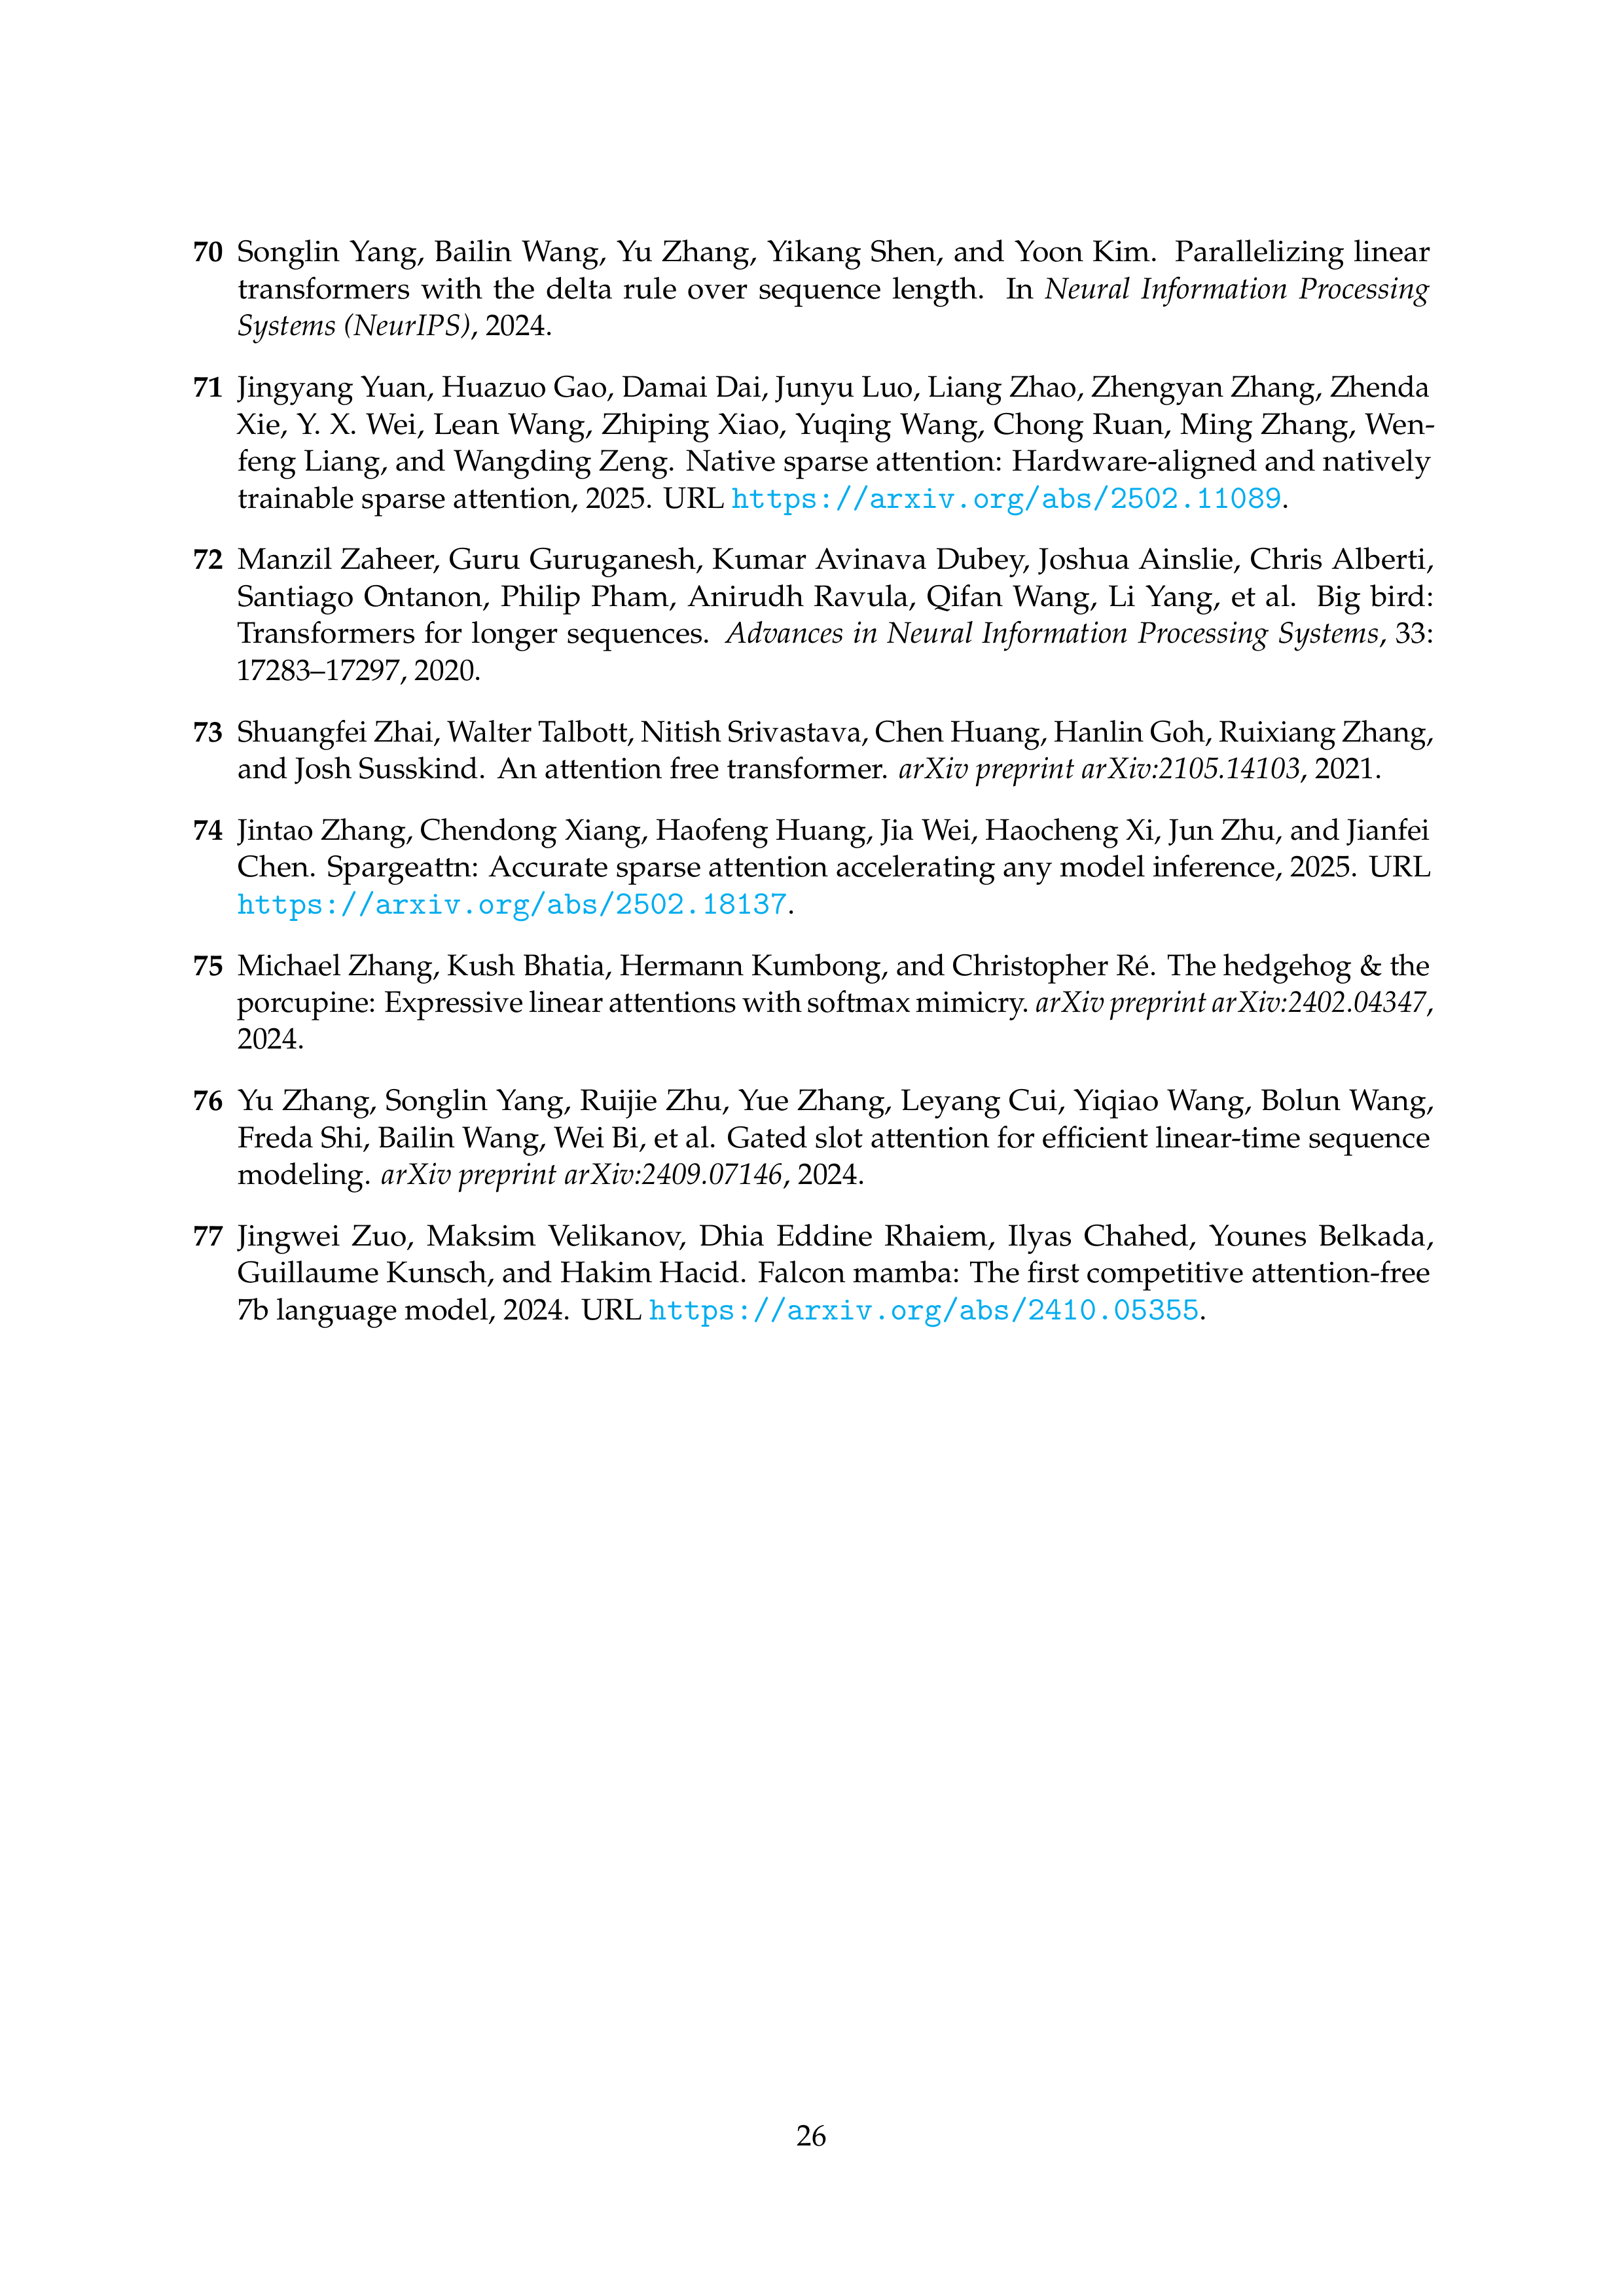 70 Songlin Yang, Bailin Wang, Yu Zhang, Yikang Shen, and Yoon Kim. Parallelizing linear
transformers with the delta rule over sequence length. In Neural Information Processing
Systems (NeurIPS), 2024.
71 Jingyang Yuan, Huazuo Gao, Damai Dai, Junyu Luo, Liang Zhao, Zhengyan Zhang, Zhenda
Xie, Y. X. Wei, Lean Wang, Zhiping Xiao, Yuqing Wang, Chong Ruan, Ming Zhang, Wen-
feng Liang, and Wangding Zeng. Native sparse attention: Hardware-aligned and natively
trainable sparse attention, 2025. URL https://arxiv.org/abs/2502.11089.
72 Manzil Zaheer, Guru Guruganesh, Kumar Avinava Dubey, Joshua Ainslie, Chris Alberti,
Santiago Ontanon, Philip Pham, Anirudh Ravula, Qifan Wang, Li Yang, et al. Big bird:
Transformers for longer sequences. Advances in Neural Information Processing Systems, 33:
17283–17297, 2020.
73 Shuangfei Zhai, Walter Talbott, Nitish Srivastava, Chen Huang, Hanlin Goh, Ruixiang Zhang,
and Josh Susskind. An attention free transformer. arXiv preprint arXiv:2105.14103, 2021.
74 Jintao Zhang, Chendong Xiang, Haofeng Huang, Jia Wei, Haocheng Xi, Jun Zhu, and Jianfei
Chen. Spargeattn: Accurate sparse attention accelerating any model inference, 2025. URL
https://arxiv.org/abs/2502.18137.
75 Michael Zhang, Kush Bhatia, Hermann Kumbong, and Christopher Ré. The hedgehog & the
porcupine: Expressive linear attentions with softmax mimicry. arXiv preprint arXiv:2402.04347,
2024.
76 Yu Zhang, Songlin Yang, Ruijie Zhu, Yue Zhang, Leyang Cui, Yiqiao Wang, Bolun Wang,
Freda Shi, Bailin Wang, Wei Bi, et al. Gated slot attention for efficient linear-time sequence
modeling. arXiv preprint arXiv:2409.07146, 2024.
77 Jingwei Zuo, Maksim Velikanov, Dhia Eddine Rhaiem, Ilyas Chahed, Younes Belkada,
Guillaume Kunsch, and Hakim Hacid. Falcon mamba: The first competitive attention-free
7b language model, 2024. URL https://arxiv.org/abs/2410.05355.
26